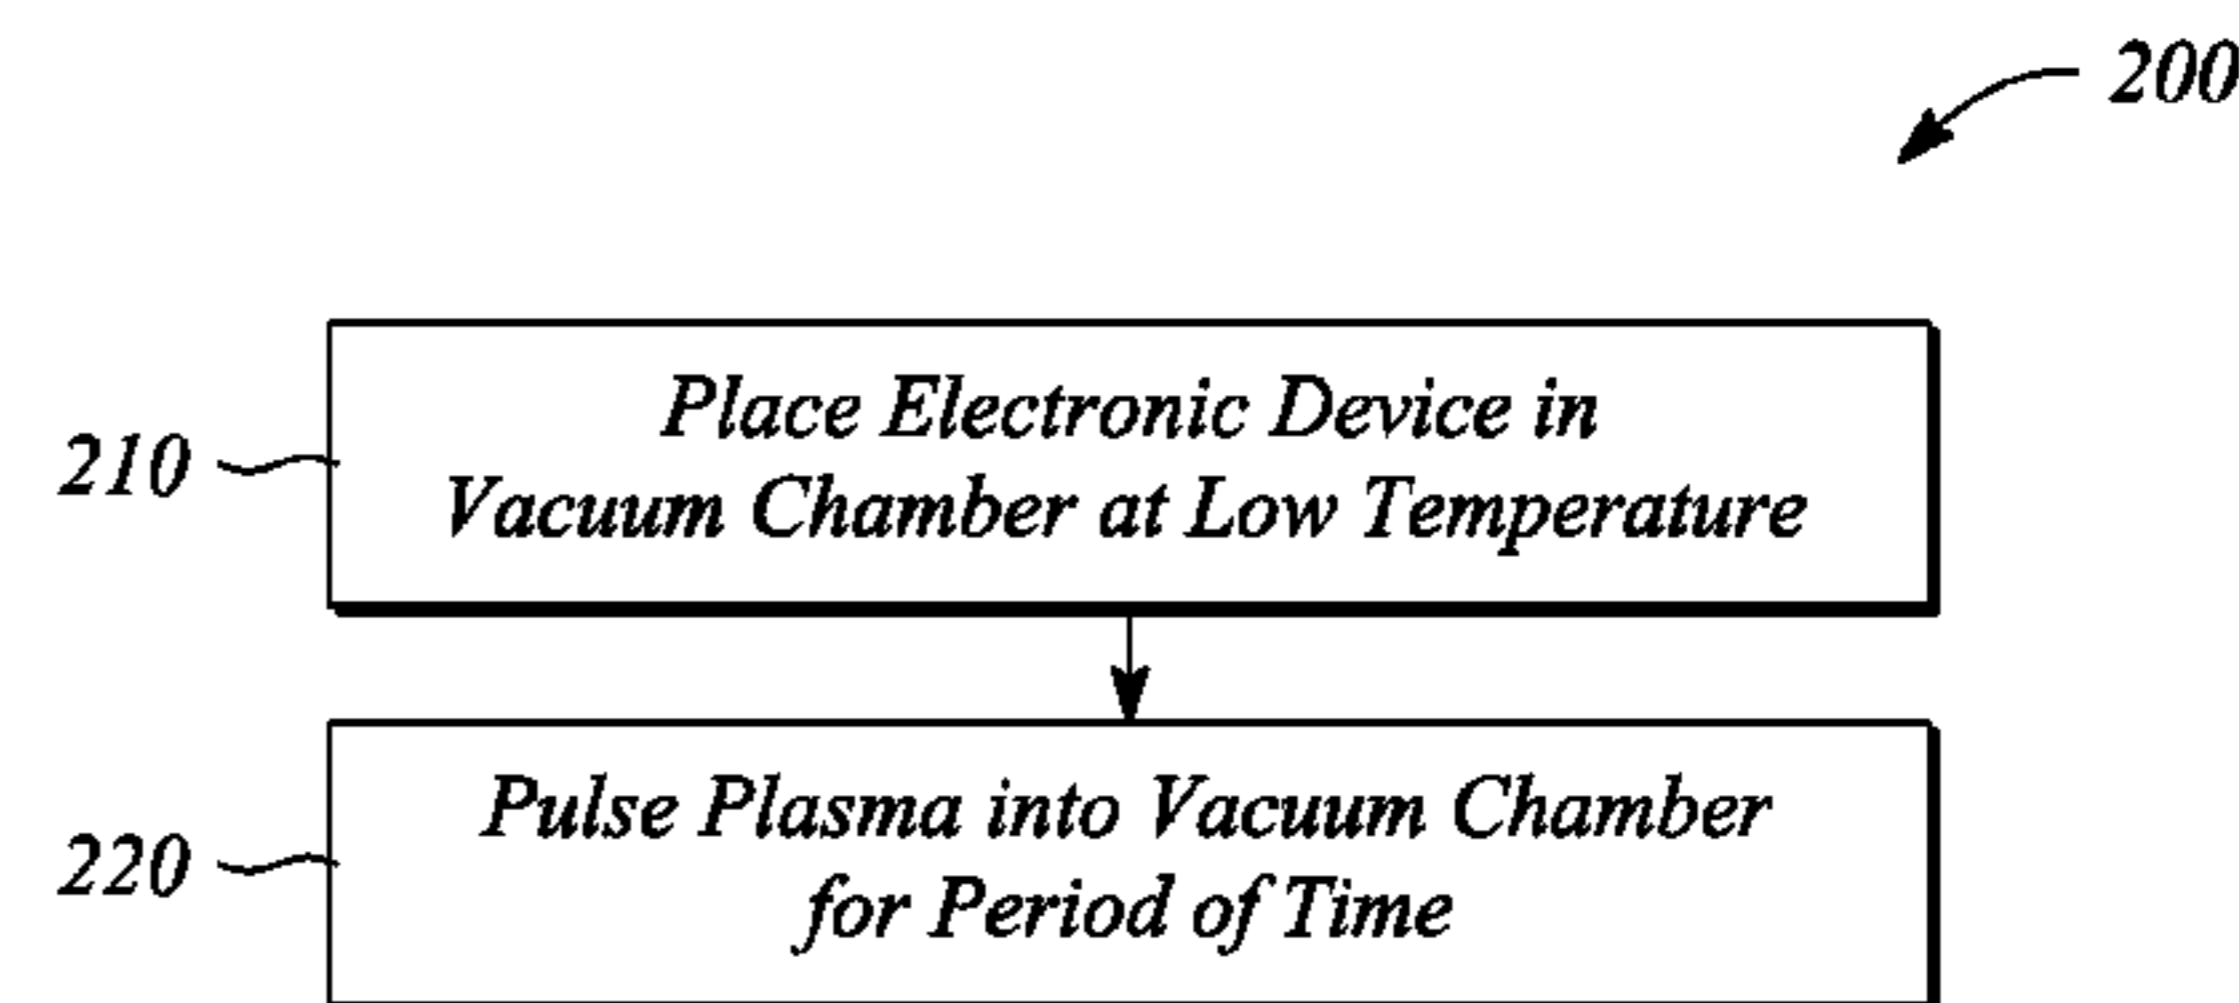 200
210
Place Electronic Device in
Vacuum Chamber at Low Temperature
220
Pulse Plasma into Vacuum Chamber
for Period of Time